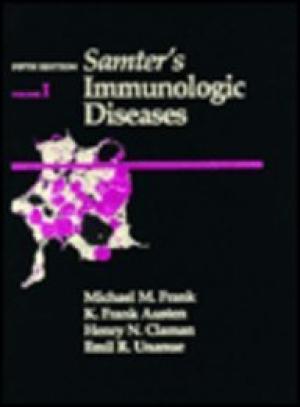 FIFTH EDITION
Samter's
VOLUME I
Immunologic
Diseases
Michael M. Frank
K. Frank Austen
Henry N. Claman
Emil R. Unanue